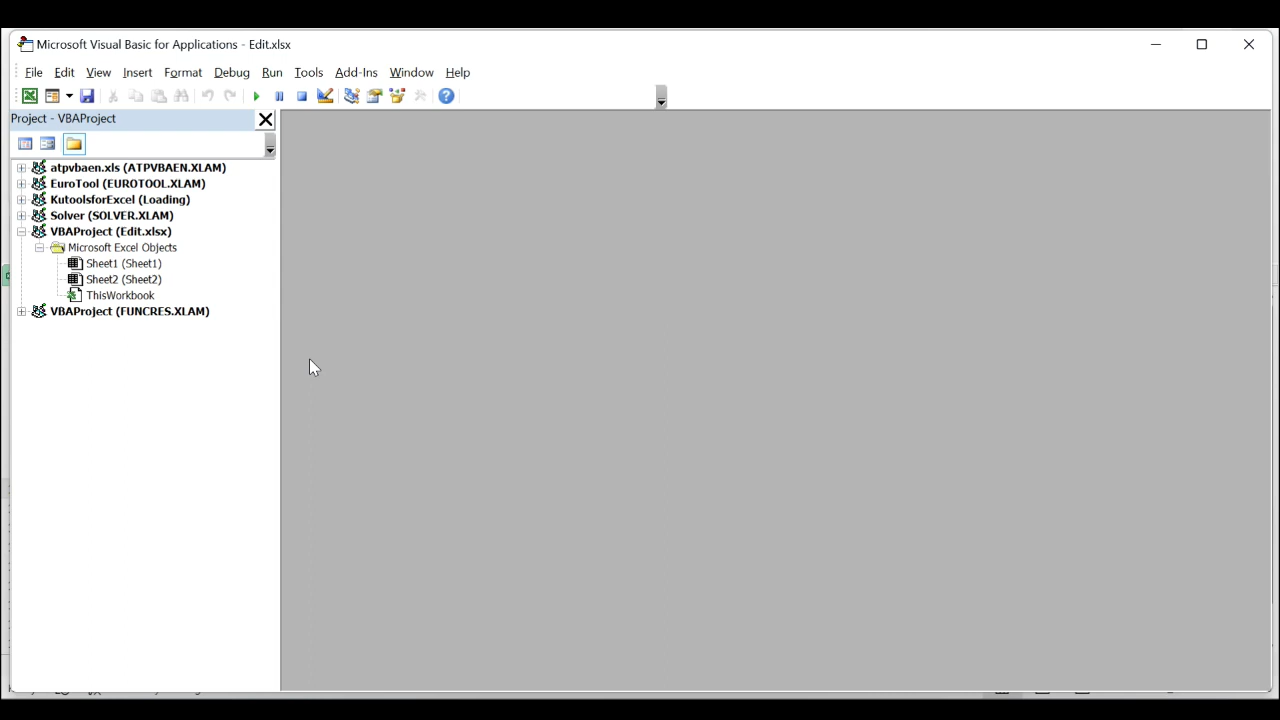 Microsoft Visual Basic for Applications - Edit.xlsx
File Edit View Insert Format Debug Run Tools Add-Ins Window Help
Project - VBAProject
atpvbaen.xls (ATPVBAEN.XLAM)
EuroTool (EUROTOOL.XLAM)
KutoolsforExcel (Loading)
Solver (SOLVER.XLAM)
VBAProject (Edit.xlsx)
Microsoft Excel Objects
Sheet1 (Sheet1)
Sheet2 (Sheet2)
ThisWorkbook
VBAProject (FUNCRES.XLAM)